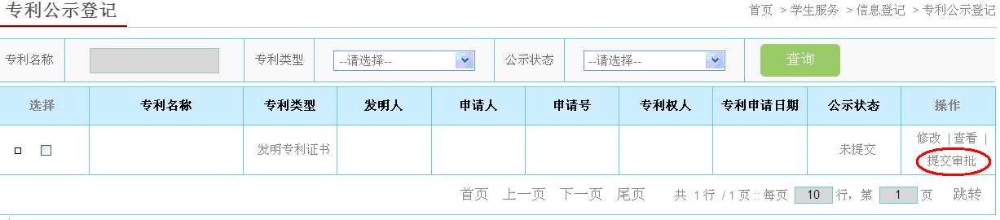 专利公示登记
首页 >学生服务 >信息登记 >专利公示登记
专利名称 专利类型 --请选择-- 公示状态 --请选择-- 查询
选择 专利名称 专利类型 发明人 申请人 申请号 专利权人 专利申请日期 公示状态 操作
发明专利证书 未提交 修改 | 查看 |
提交审批
首页 上一页 下一页 尾页 共 1行 / 1页 :: 每页 10 行，第 1 页 跳转